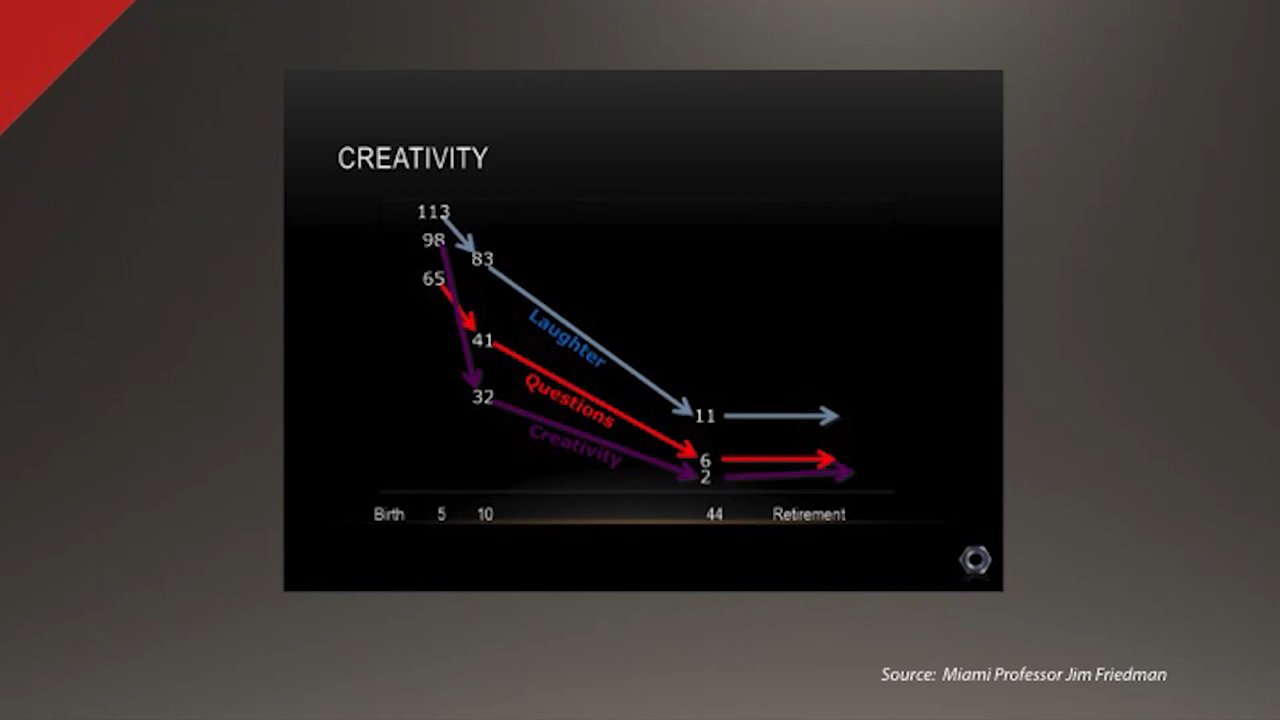 CREATIVITY
113
98
83
65
41
32
Laughter
Questions
Creativity
11
6
2
Birth 5 10 44 Retirement
Source: Miami Professor Jim Friedman